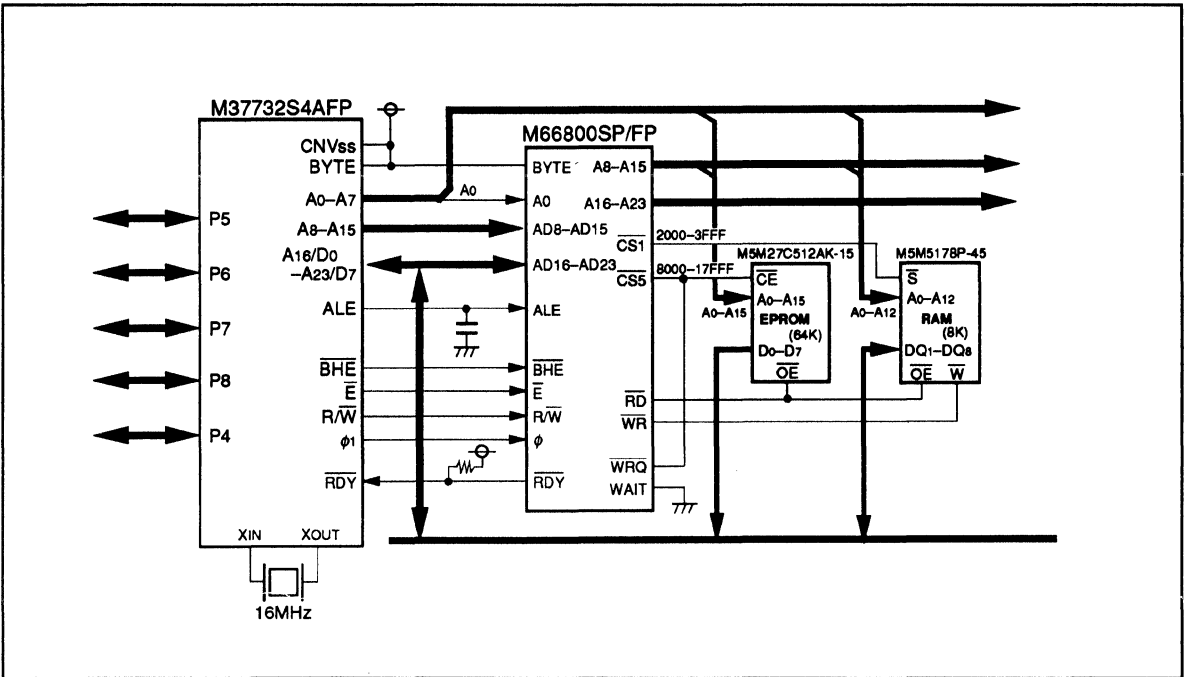 M37732S4AFP
CNVss
BYTE
A0–A7
A8–A15
A16/D0
–A23/D7
ALE
BHE
E
R/W
φ1
RDY
XIN
XOUT
16MHz
P5
P6
P7
P8
P4
A0
M66800SP/FP
BYTE
A0
AD8–AD15
AD16–AD23
ALE
BHE
E
R/W
φ
RDY
A8–A15
A16–A23
CS1
CS5
RD
WR
WRQ
WAIT
2000–3FFF
8000–17FFF
M5M27C512AK-15
CE
A0–A15
A0–A15
EPROM
(64K)
D0–D7
OE
M5M5178P-45
S
A0–A12
A0–A12
RAM
(8K)
DQ1–DQ8
OE
W